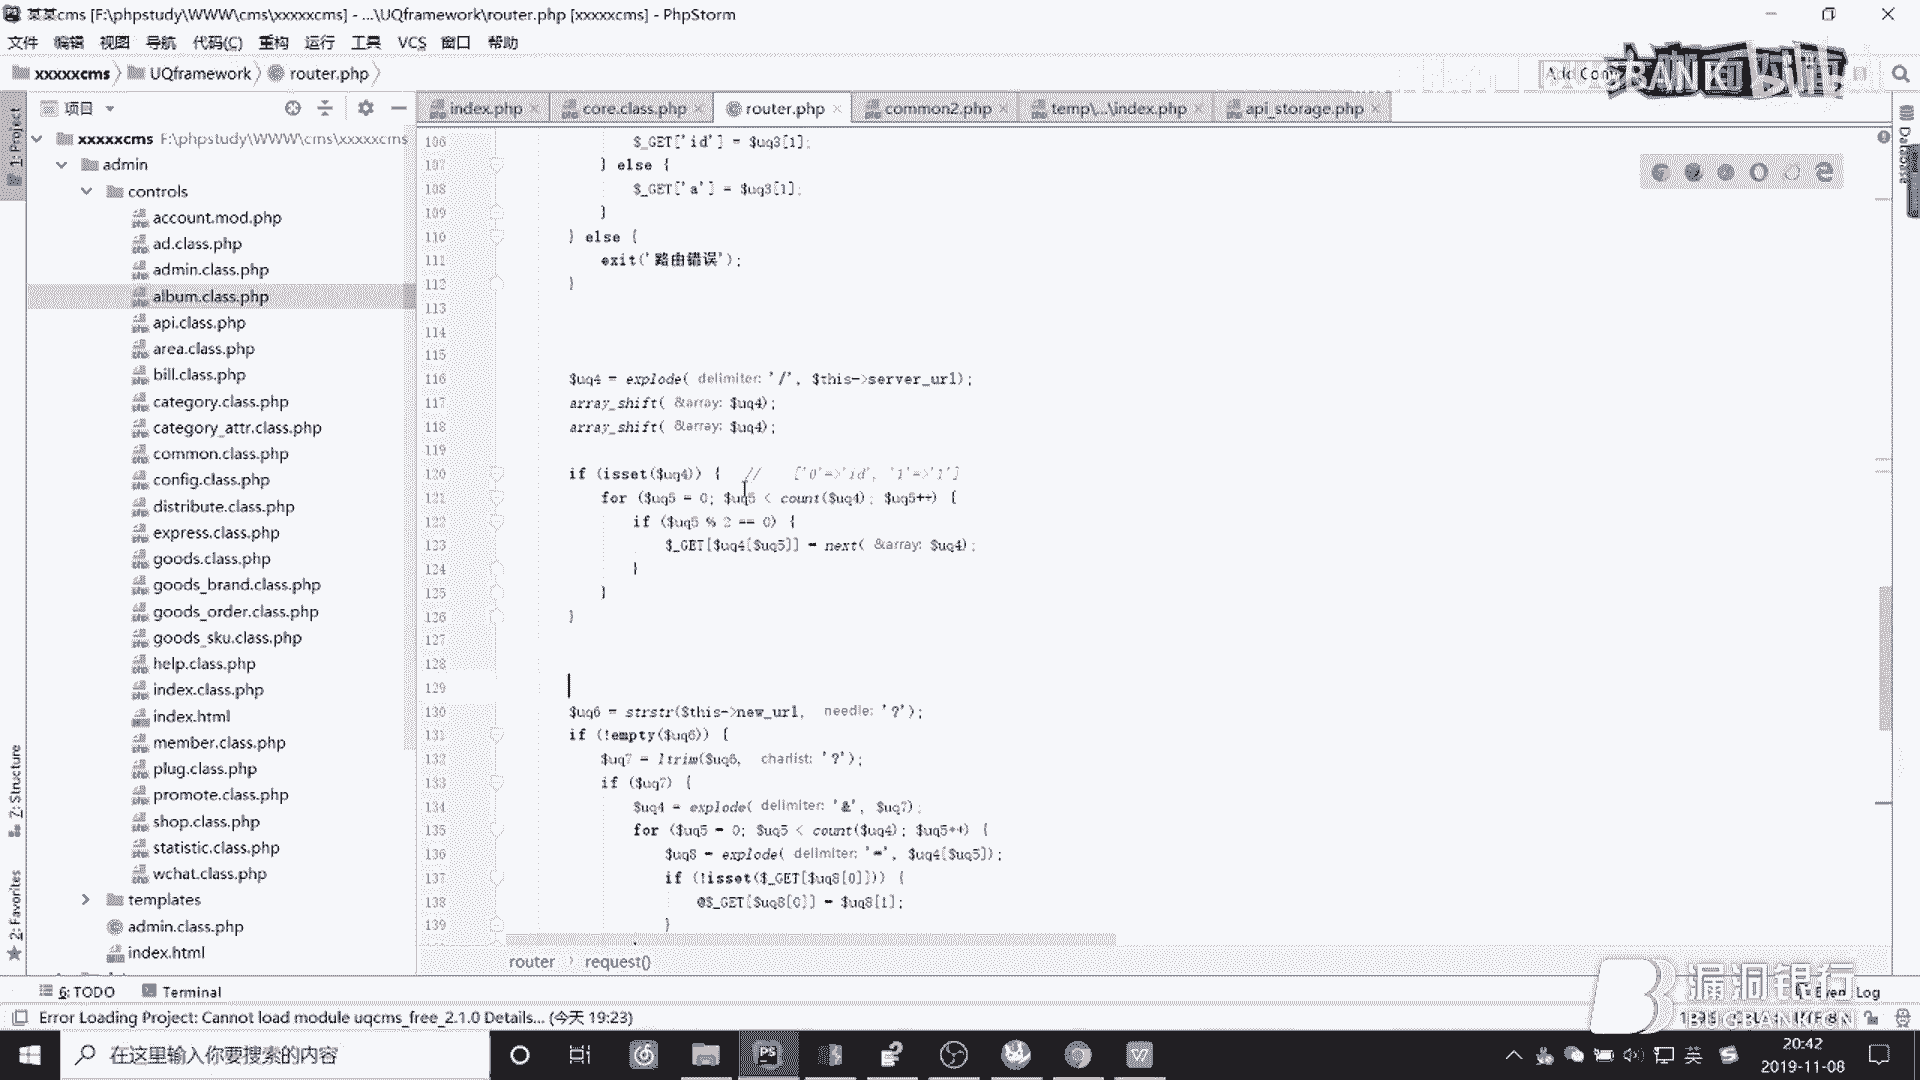 某某cms [F:\phpstudy\WWW\cms\xxxxxcms] - ...\UQframework\router.php [xxxxxcms] - PhpStorm
文件 编辑 视图 导航 代码(C) 重构 运行 工具 VCS 窗口 帮助
xxxxxcms UQframework router.php
项目
index.php core.class.php router.php common2.php temp\...\index.php api_storage.php
1: Project
Database
xxxxxcms F:\phpstudy\WWW\cms\xxxxxcms
admin
controls
account.mod.php
ad.class.php
admin.class.php
album.class.php
api.class.php
area.class.php
bill.class.php
category.class.php
category_attr.class.php
common.class.php
config.class.php
distribute.class.php
express.class.php
goods.class.php
goods_brand.class.php
goods_order.class.php
goods_sku.class.php
help.class.php
index.class.php
index.html
member.class.php
plug.class.php
promote.class.php
shop.class.php
statistic.class.php
wchat.class.php
templates
admin.class.php
index.html
7: Structure
2: Favorites
106 $_GET['id'] = $uq3[1];
107 } else {
108 $_GET['a'] = $uq3[1];
109 }
110 } else {
111 exit('路由错误');
112 }
113
114
115
116 $uq4 = explode( delimiter: '/', $this->server_url);
117 array_shift( &array: $uq4);
118 array_shift( &array: $uq4);
119
120 if (isset($uq4)) { // ['0'=>'id', '1'=>'1']
121 for ($uq5 = 0; $uq5 < count($uq4); $uq5++) {
122 if ($uq5 % 2 == 0) {
123 $_GET[$uq4[$uq5]] = next( &array: $uq4);
124 }
125 }
126 }
127
128
129
130 $uq6 = strstr($this->new_url, needle: '?');
131 if (!empty($uq6)) {
132 $uq7 = ltrim($uq6, charlist: '?');
133 if ($uq7) {
134 $uq4 = explode( delimiter: '&', $uq7);
135 for ($uq5 = 0; $uq5 < count($uq4); $uq5++) {
136 $uq8 = explode( delimiter: '=', $uq4[$uq5]);
137 if (!isset($_GET[$uq8[0]])) {
138 @$_GET[$uq8[0]] = $uq8[1];
139 }
router request()
6: TODO Terminal
Log
Error Loading Project: Cannot load module uqcms_free_2.1.0 Details... (今天 19:23)
漏洞银行
BUGBANK.CN
在这里输入你要搜索的内容
英
20:42
2019-11-08